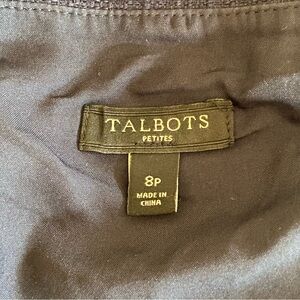 TALBOTS
PETITES
8P
MADE IN
CHINA